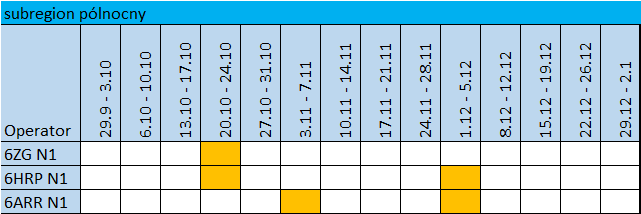 subregion pólnocny
Operator 29.9 - 3.10 6.10 - 10.10 13.10 - 17.10 20.10 - 24.10 27.10 - 31.10 3.11 - 7.11 10.11 - 14.11 17.11 - 21.11 24.11 - 28.11 1.12 - 5.12 8.12 - 12.12 15.12 - 19.12 22.12 - 26.12 29.12 - 2.1
6ZG N1
6HRP N1
6ARR N1